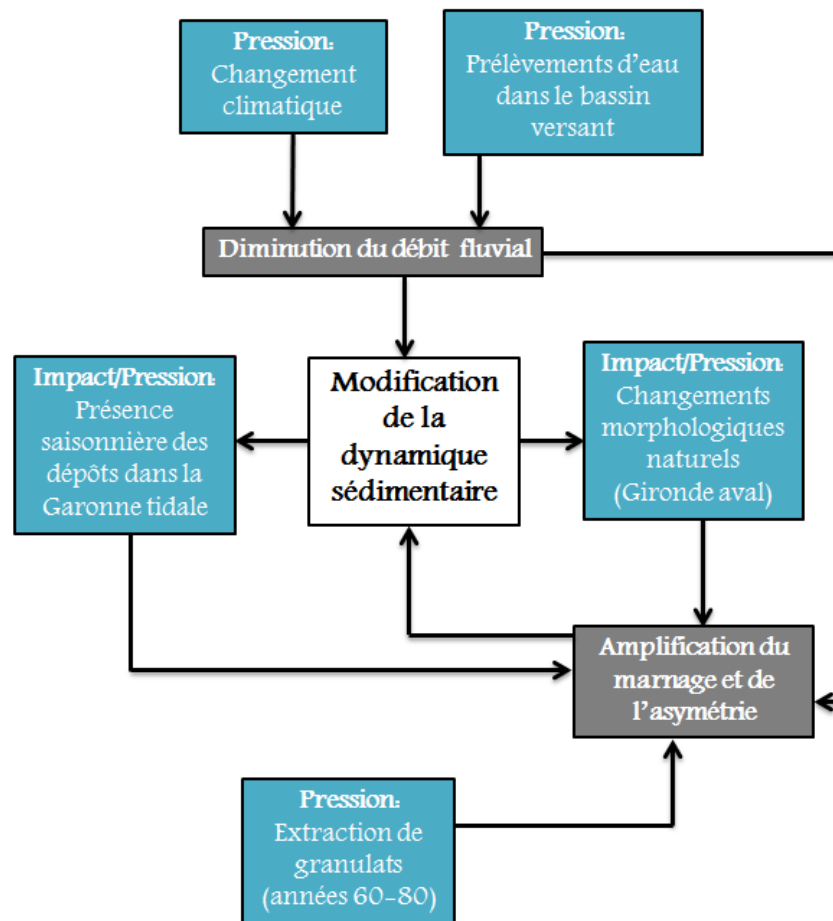 Pression:
Changement
climatique
Pression:
Prélèvements d'eau
dans le bassin
versant
Diminution du débit fluvial
Impact/Pression:
Présence
saisonnière des
dépôts dans la
Garonne tidale
Modification
de la
dynamique
sédimentaire
Impact/Pression:
Changements
morphologiques
naturels
(Gironde aval)
Amplification du
marnage et de
l'asymétrie
Pression:
Extraction de
granulats
(années 60-80)